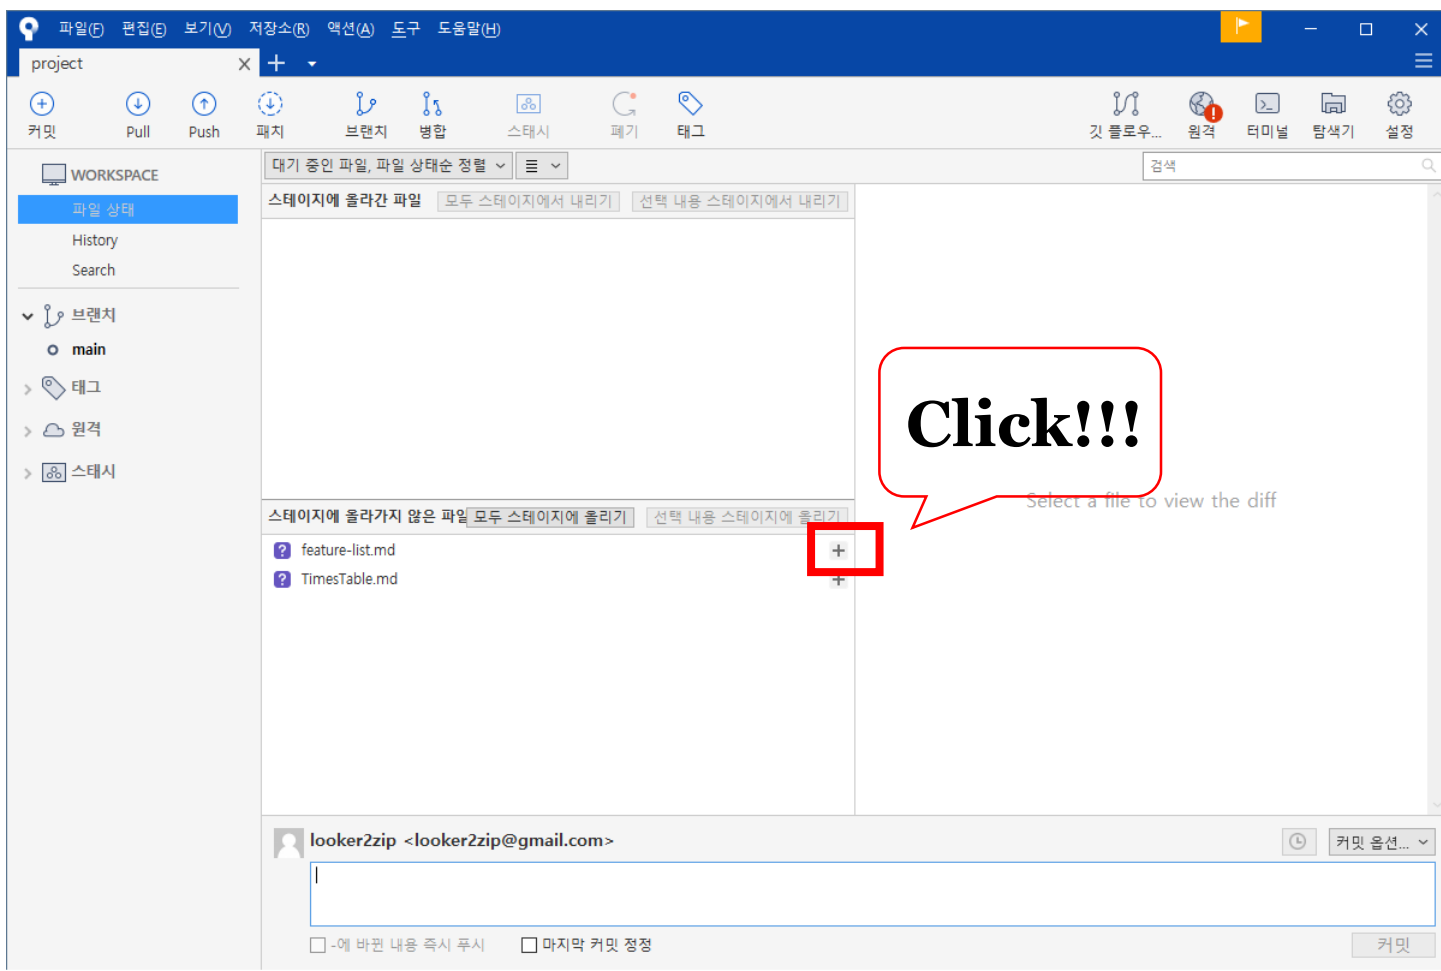 파일(F) 편집(E) 보기(V) 저장소(R) 액션(A) 도구 도움말(H)
project
커밋 Pull Push 패치 브랜치 병합 스태시 폐기 태그 깃 플로우... 원격 터미널 탐색기 설정
WORKSPACE
파일 상태
History
Search
브랜치
main
태그
원격
스태시
대기 중인 파일, 파일 상태순 정렬
검색
스테이지에 올라간 파일 모두 스테이지에서 내리기 선택 내용 스테이지에서 내리기
Click!!!
Select a file to view the diff
스테이지에 올라가지 않은 파일 모두 스테이지에 올리기 선택 내용 스테이지에 올리기
feature-list.md
TimesTable.md
looker2zip <looker2zip@gmail.com>
커밋 옵션...
-에 바뀐 내용 즉시 푸시 마지막 커밋 정정
커밋